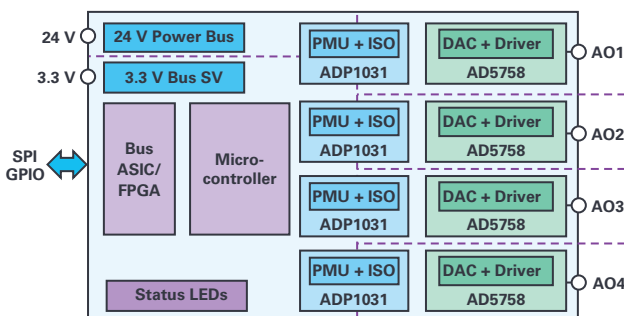 24 V
24 V Power Bus
PMU + ISO
ADP1031
DAC + Driver
AD5758
AO1
3.3 V
3.3 V Bus SV
PMU + ISO
ADP1031
DAC + Driver
AD5758
AO2
SPI
GPIO
Bus
ASIC/
FPGA
Micro-
controller
PMU + ISO
ADP1031
DAC + Driver
AD5758
AO3
Status LEDs
PMU + ISO
ADP1031
DAC + Driver
AD5758
AO4